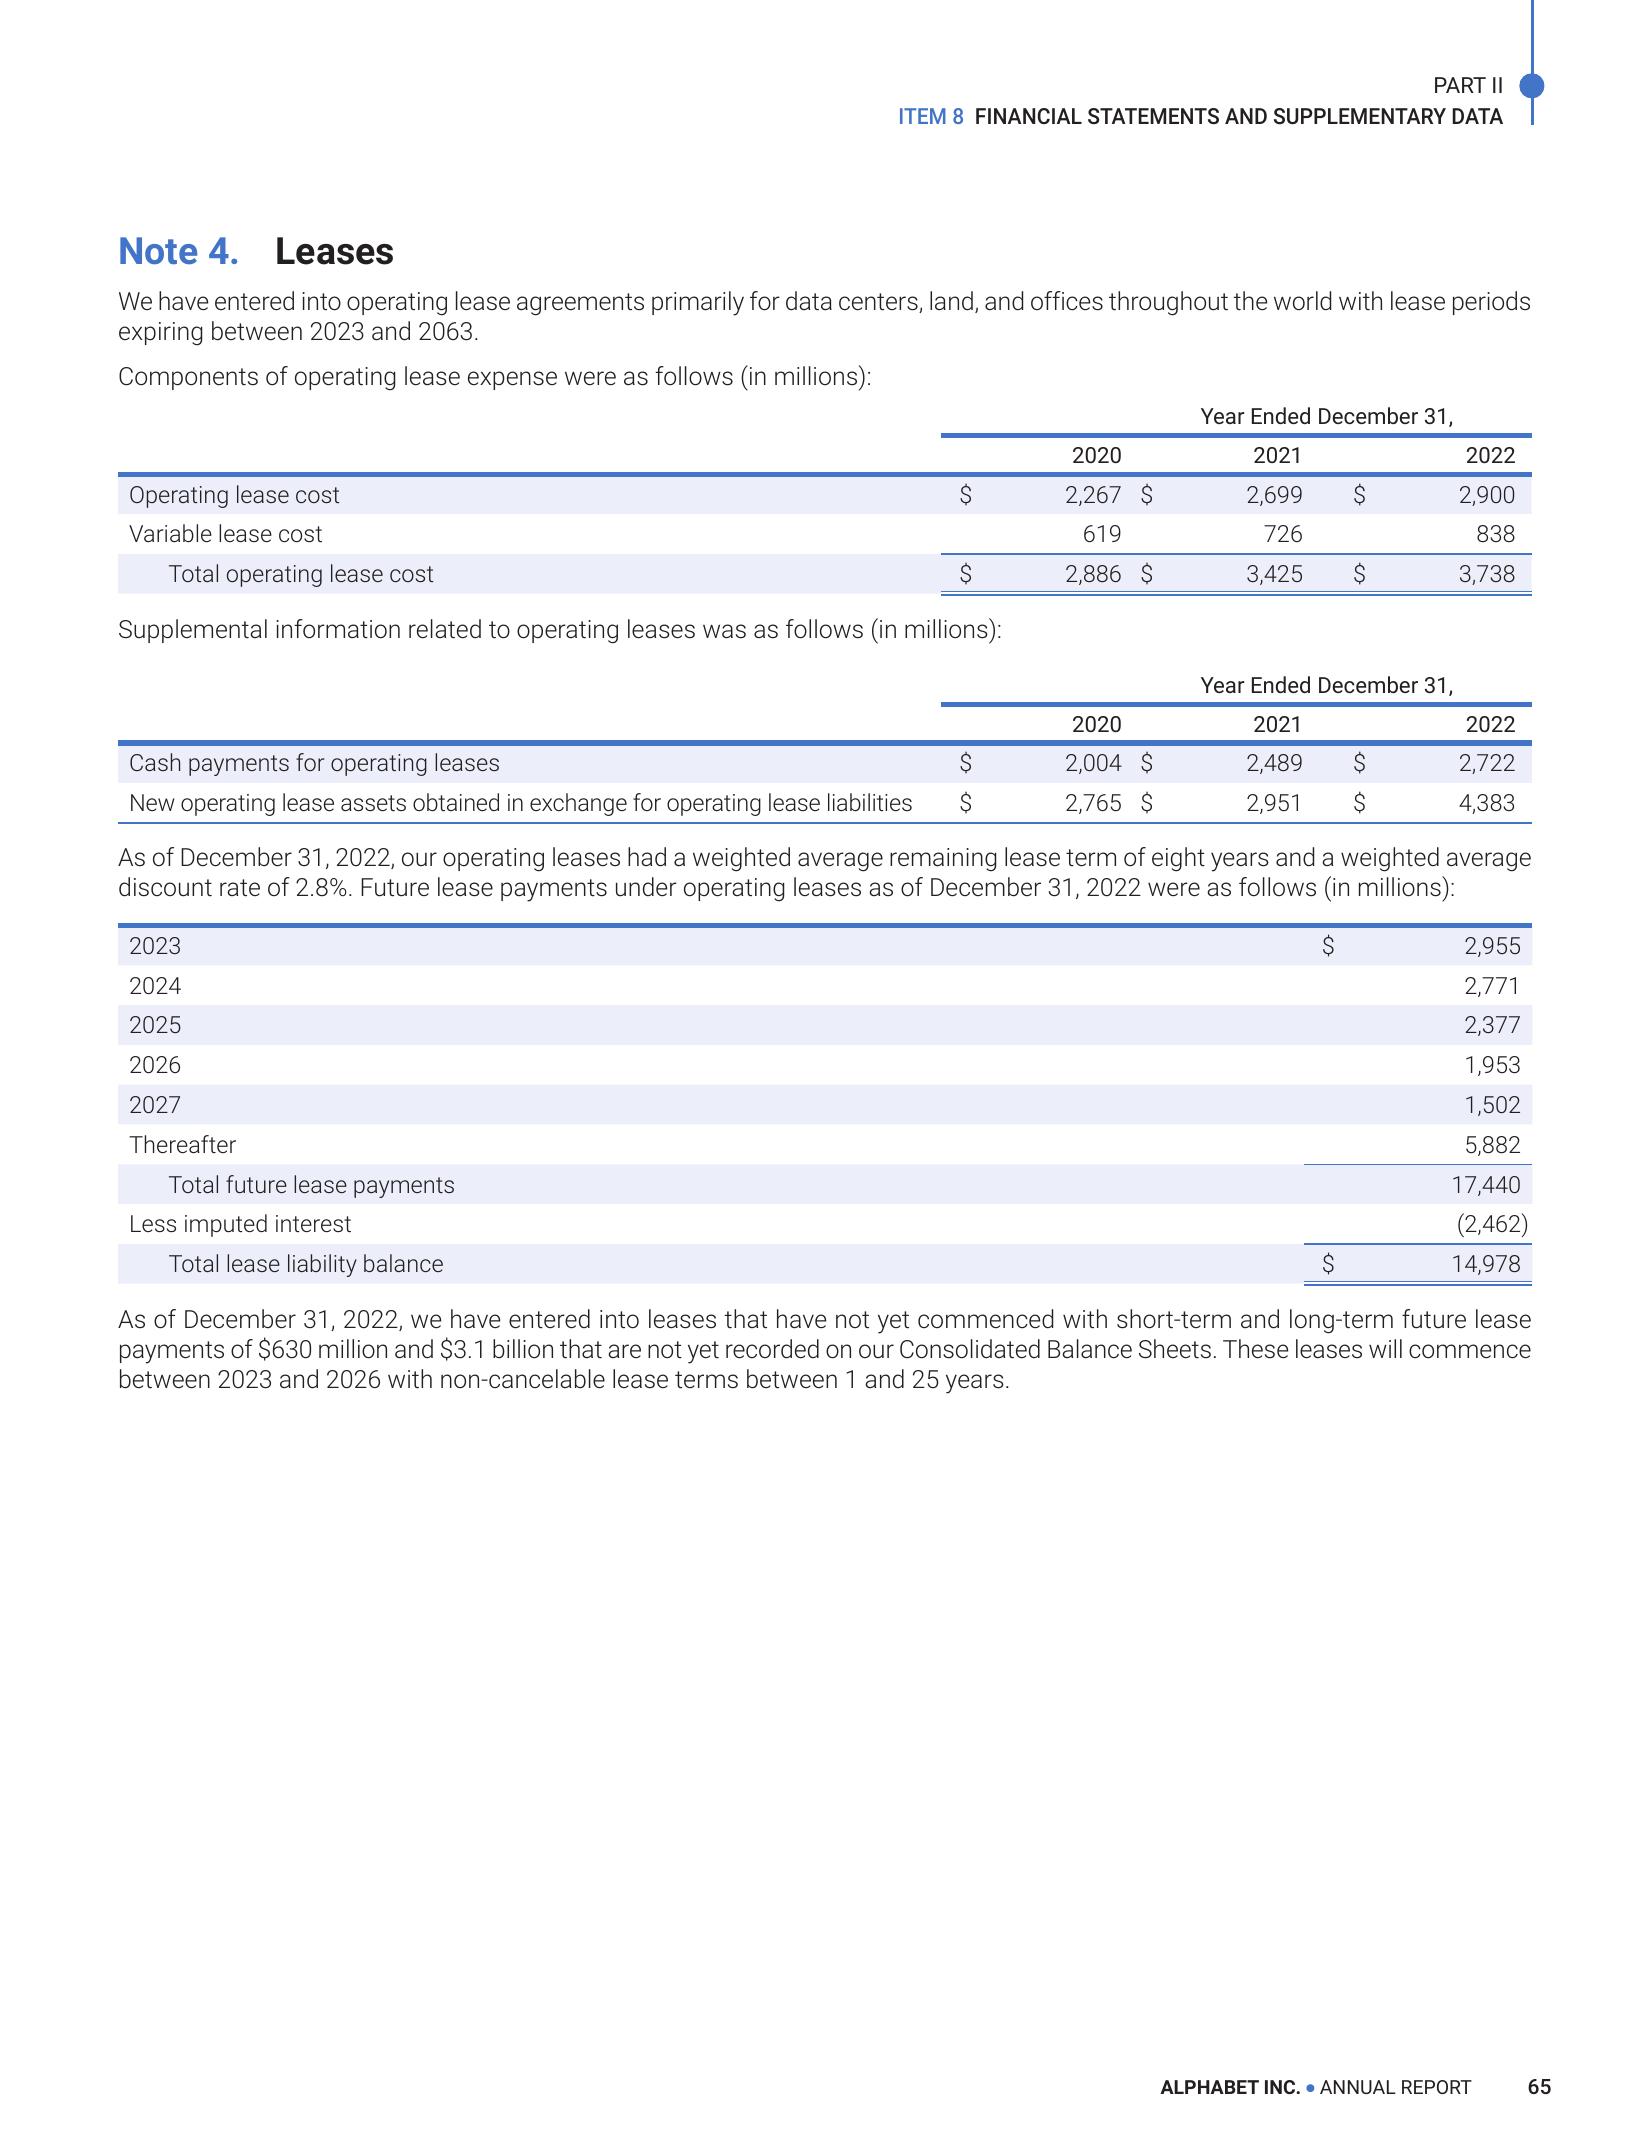 PART II
ITEM 8 FINANCIAL STATEMENTS AND SUPPLEMENTARY DATA
Note 4. Leases
We have entered into operating lease agreements primarily for data centers, land, and offices throughout the world with lease periods
expiring between 2023 and 2063.
Components of operating lease expense were as follows (in millions):
Year Ended December 31,
2020 2021 2022
Operating lease cost $ 2,267 $ 2,699 $ 2,900
Variable lease cost 619 726 838
Total operating lease cost $ 2,886 $ 3,425 $ 3,738
Supplemental information related to operating leases was as follows (in millions):
Year Ended December 31,
2020 2021 2022
Cash payments for operating leases $ 2,004 $ 2,489 $ 2,722
New operating lease assets obtained in exchange for operating lease liabilities $ 2,765 $ 2,951 $ 4,383
As of December 31, 2022, our operating leases had a weighted average remaining lease term of eight years and a weighted average
discount rate of 2.8%. Future lease payments under operating leases as of December 31, 2022 were as follows (in millions):
2023 $ 2,955
2024 2,771
2025 2,377
2026 1,953
2027 1,502
Thereafter 5,882
Total future lease payments 17,440
Less imputed interest (2,462)
Total lease liability balance $ 14,978
As of December 31, 2022, we have entered into leases that have not yet commenced with short-term and long-term future lease
payments of $630 million and $3.1 billion that are not yet recorded on our Consolidated Balance Sheets. These leases will commence
between 2023 and 2026 with non-cancelable lease terms between 1 and 25 years.
ALPHABET INC. • ANNUAL REPORT 65